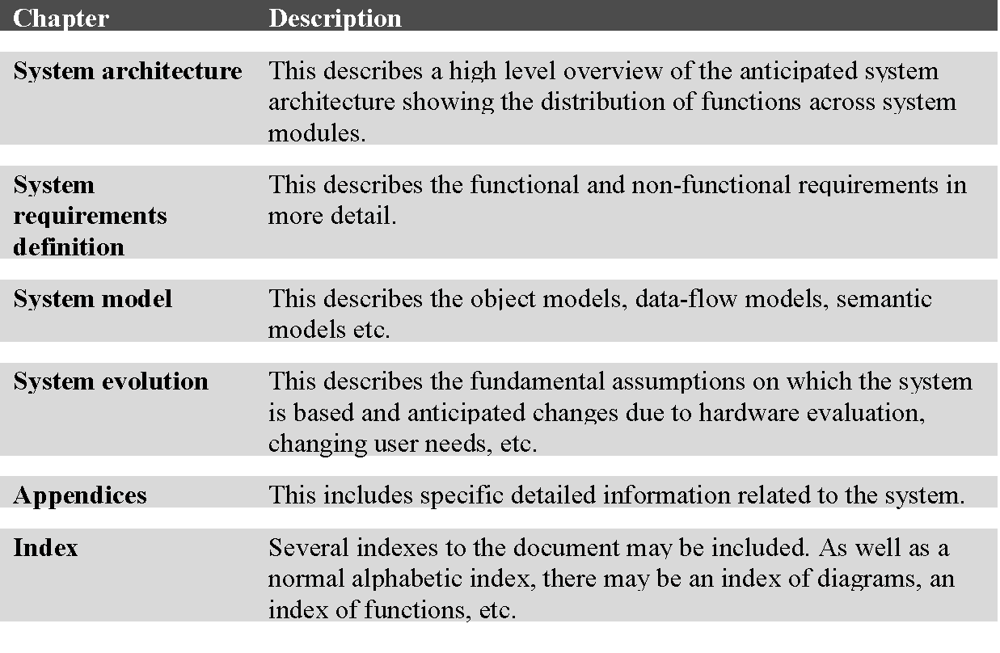 Chapter Description
System architecture This describes a high level overview of the anticipated system
architecture showing the distribution of functions across system
modules.
System This describes the functional and non-functional requirements in
requirements more detail.
definition
System model This describes the object models, data-flow models, semantic
models etc.
System evolution This describes the fundamental assumptions on which the system
is based and anticipated changes due to hardware evaluation,
changing user needs, etc.
Appendices This includes specific detailed information related to the system.
Index Several indexes to the document may be included. As well as a
normal alphabetic index, there may be an index of diagrams, an
index of functions, etc.